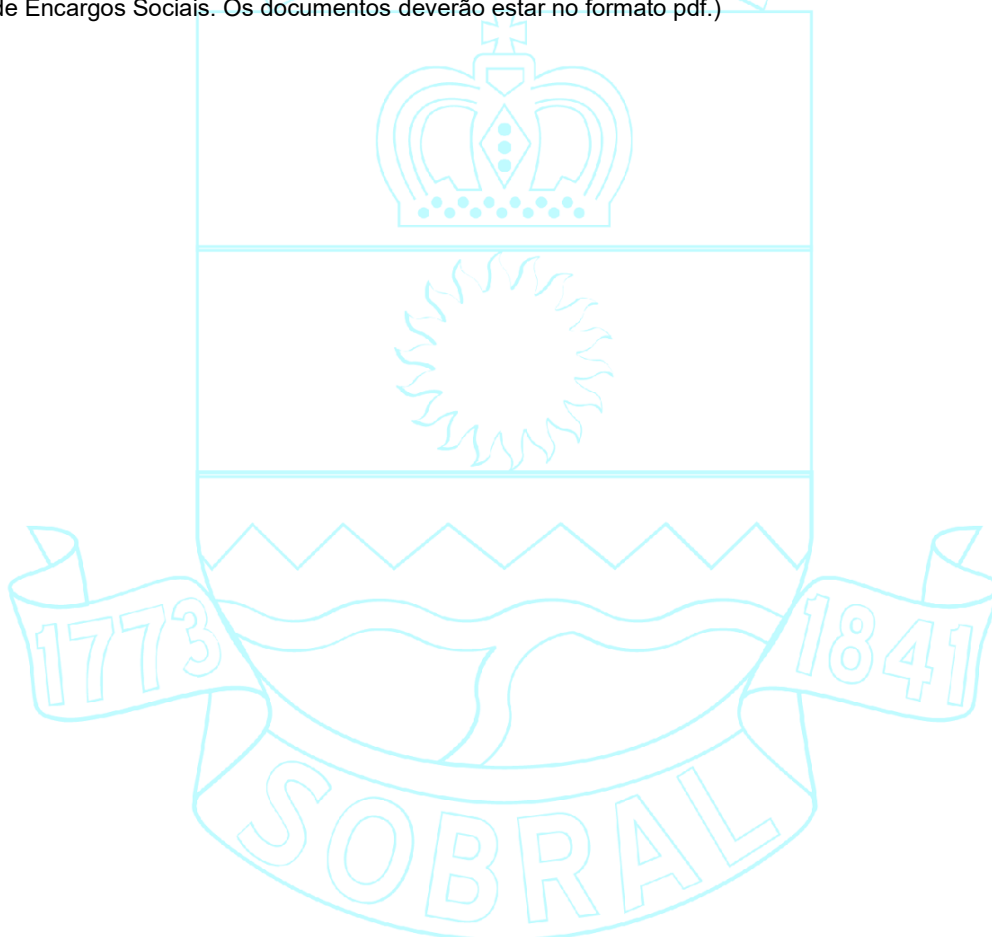 de Encargos Sociais. Os documentos deverão estar no formato pdf.)
1773
1841
SOBRAL